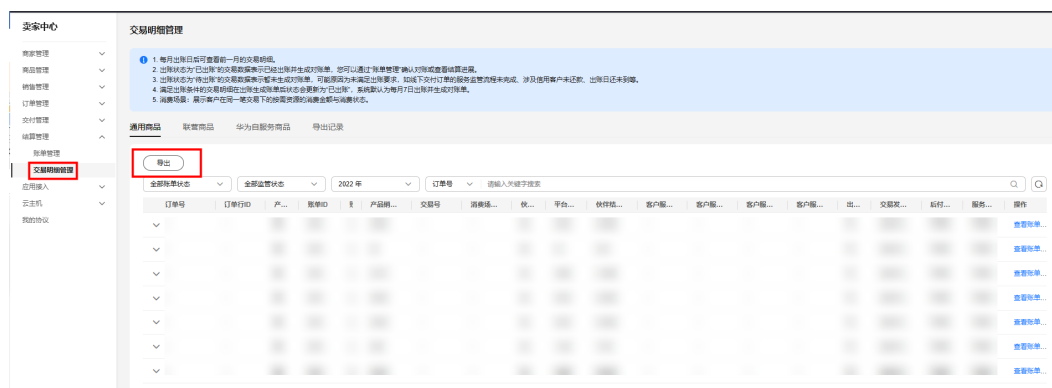 卖家中心
商家管理
商品管理
销售管理
订单管理
交付管理
结算管理
账单管理
交易明细管理
应用接入
云主机
我的协议
交易明细管理
1. 每月出账日后可查看前一月的交易明细。
2. 出账状态为“已出账”的交易数据表示已经出账并生成对账单，您可以通过“账单管理”确认对账或查看结算进展。
3. 出账状态为“待出账”的交易数据表示暂未生成对账单，可能原因为未满足出账要求，如线下交付订单的服务监管流程未完成，涉及信用客户未还款，出账日还未到等。
4. 满足出账条件的交易明细在出账生成账单后状态会更新为“已出账”，系统默认为每月7日出账并生成对账单。
5. 消费场景：展示客户在同一笔交易下的按需资源的消费金额与消费状态。
通用商品 联营商品 华为自服务商品 导出记录
导出
全部账单状态 全部监管状态 2022 年 订单号 请输入关键字搜索
订单号 订单行ID 产... 账单ID 产品销... 交易号 消费场... 伙... 平台... 伙伴结... 客户服... 客户服... 客户服... 客户服... 出... 交易发... 后付... 服务... 操作
查看账单...
查看账单...
查看账单...
查看账单...
查看账单...
查看账单...
查看账单...